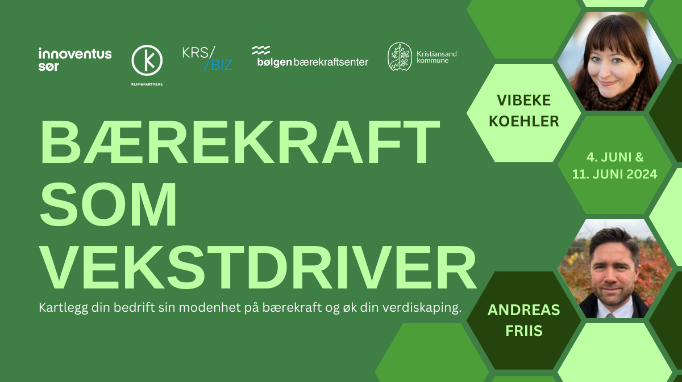 innoventus
sør
KRS/
/BIZ
bølgen bærekraftsenter
Kristiansand
kommune
BÆREKRAFT
SOM
VEKSTDRIVER
Kartlegg din bedrift sin modenhet på bærekraft og øk din verdiskaping.
VIBEKE
KOEHLER
4. JUNI &
11. JUNI 2024
ANDREAS
FRIIS